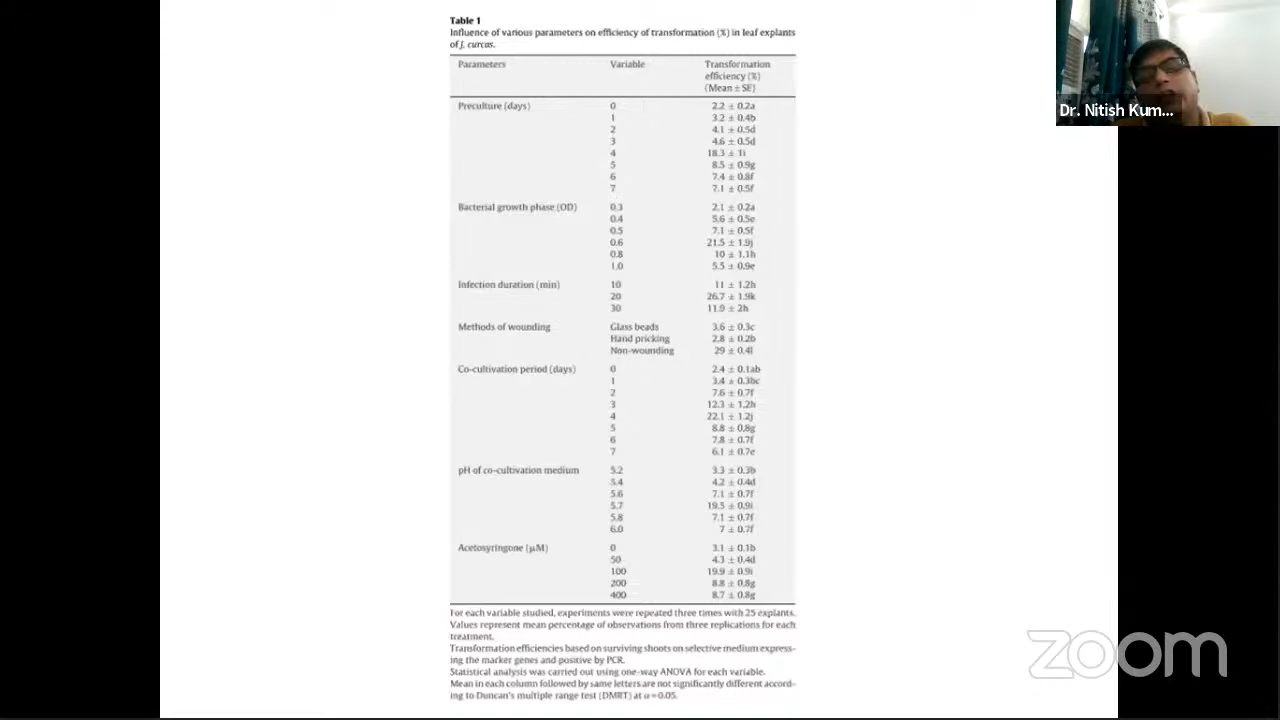 Table 1
Influence of various parameters on efficiency of transformation (%) in leaf explants
of J. curcas.
Parameters Variable Transformation
efficiency (%)
(Mean ± SE)
Preculture (days) 0 2.2 ± 0.2a
1 3.2 ± 0.4b
2 4.1 ± 0.5d
3 4.6 ± 0.5d
4 18.3 ± 1i
5 8.5 ± 0.9g
6 7.4 ± 0.8f
7 7.1 ± 0.5f
Bacterial growth phase (OD) 0.3 2.1 ± 0.2a
0.4 5.6 ± 0.5e
0.5 7.1 ± 0.5f
0.6 21.5 ± 1.9j
0.8 10 ± 1.1h
1.0 5.5 ± 0.9e
Infection duration (min) 10 11 ± 1.2h
20 26.7 ± 1.9k
30 11.9 ± 2h
Methods of wounding Glass beads 3.6 ± 0.3c
Hand pricking 2.8 ± 0.2b
Non-wounding 29 ± 0.4l
Co-cultivation period (days) 0 2.4 ± 0.1ab
1 3.4 ± 0.3bc
2 7.6 ± 0.7f
3 12.3 ± 1.2h
4 22.1 ± 1.2j
5 8.8 ± 0.8g
6 7.8 ± 0.7f
7 6.1 ± 0.7e
pH of co-cultivation medium 5.2 3.3 ± 0.3b
5.4 4.2 ± 0.4d
5.6 7.1 ± 0.7f
5.7 19.5 ± 0.9i
5.8 7.1 ± 0.7f
6.0 7 ± 0.7f
Acetosyringone (μM) 0 3.1 ± 0.1b
50 4.3 ± 0.4d
100 19.9 ± 0.9i
200 8.8 ± 0.8g
400 8.7 ± 0.8g
For each variable studied, experiments were repeated three times with 25 explants.
Values represent mean percentage of observations from three replications for each
treatment.
Transformation efficiencies based on surviving shoots on selective medium express-
ing the marker genes and positive by PCR.
Statistical analysis was carried out using one-way ANOVA for each variable.
Mean in each column followed by same letters are not significantly different accord-
ing to Duncan's multiple range test (DMRT) at α = 0.05.
Dr. Nitish Kum...
zoom